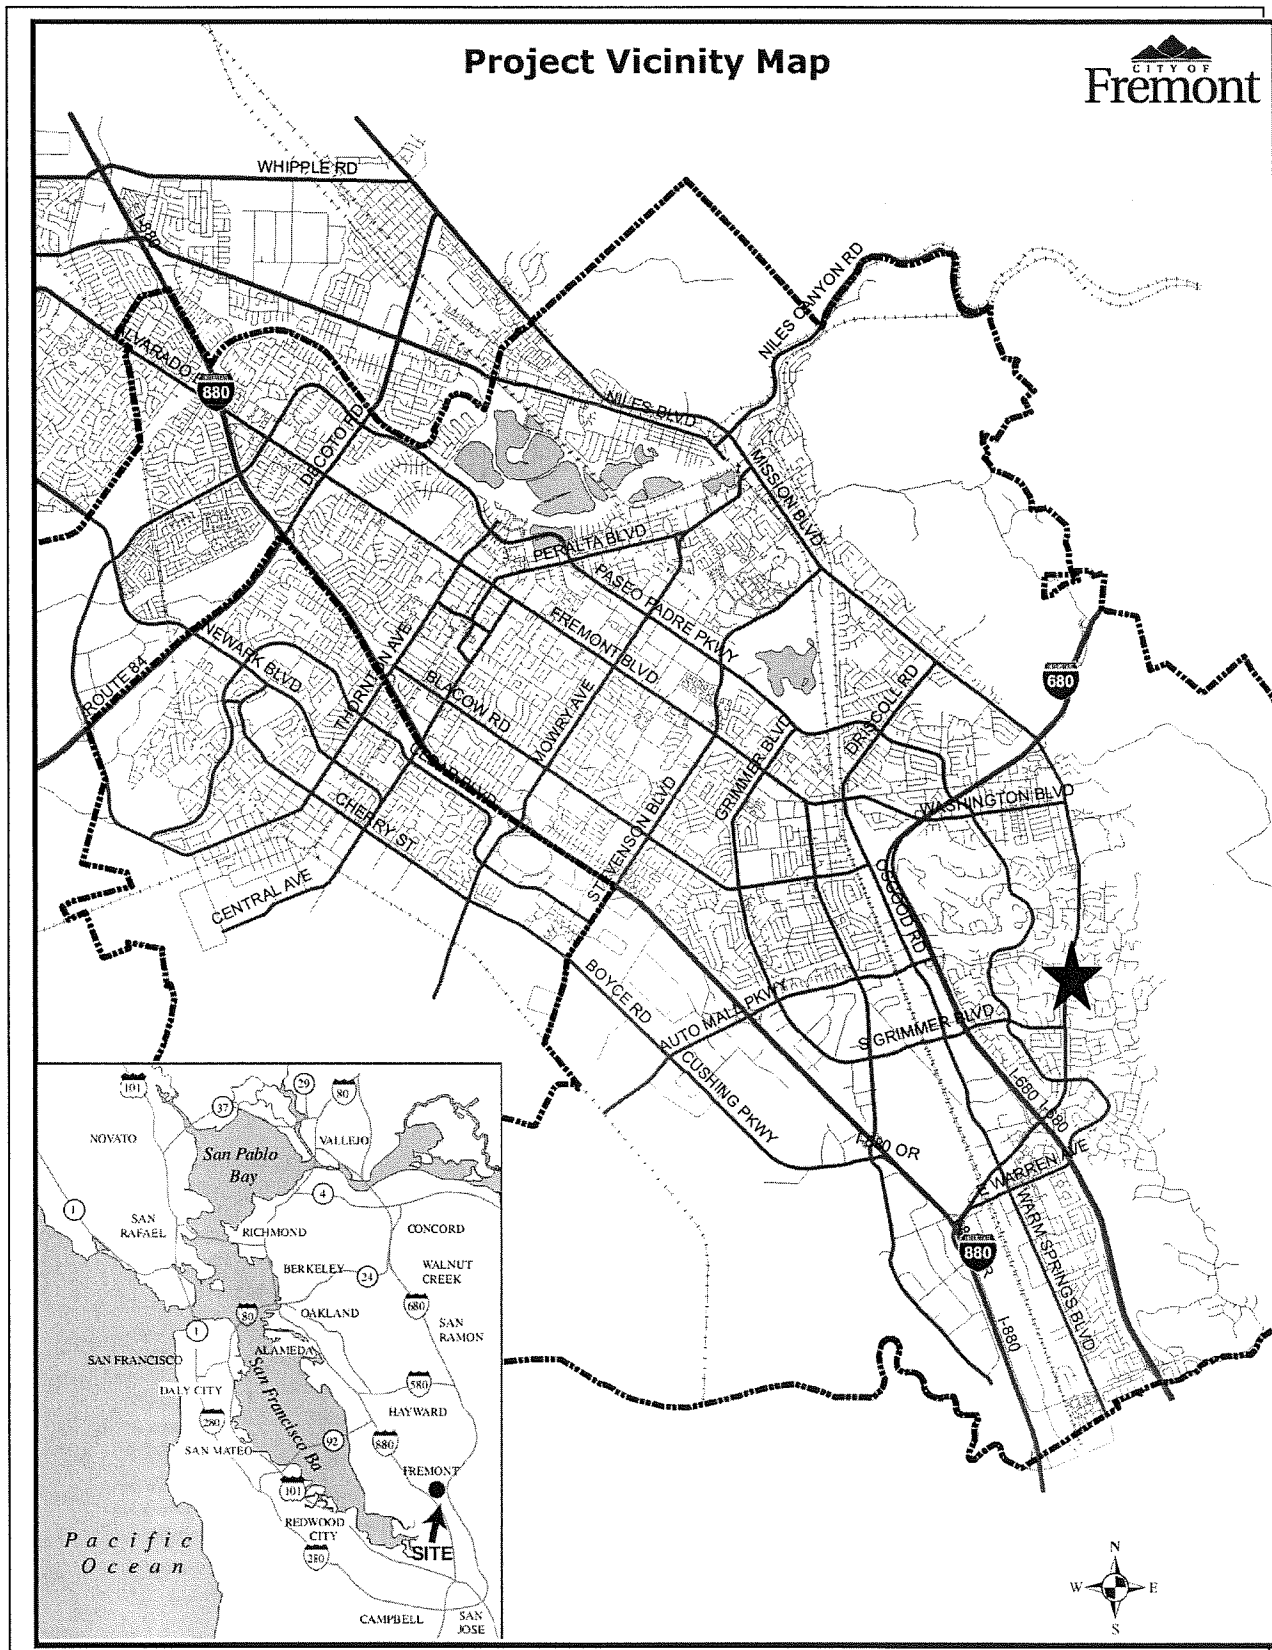 Project Vicinity Map
CITY OF
Fremont
WHIPPLE RD
I-880
NILES CANYON RD
880
DECOTO RD
NILES BLVD
MISSION BLVD
PERALTA BLVD
PASEO PADRE PKWY
FREMONT BLVD
NEWARK BLVD
ROUTE 84
THORNTON AVE
BLACOW RD
MOWRY AVE
680
DRISCOLL RD
GRIMMER BLVD
WASHINGTON BLVD
CHERRY ST
STEVENSON BLVD
CENTRAL AVE
OSGOOD RD
BOYCE RD
AUTO MALL PKWY
S GRIMMER BLVD
CUSHING PKWY
I-680 I-680
E WARREN AVE
WARM SPRINGS BLVD
880
I-880
101
29
80
37
NOVATO
VALLEJO
San Pablo
Bay
4
1
SAN
RAFAEL
RICHMOND
CONCORD
BERKELEY
24
WALNUT
CREEK
80
OAKLAND
680
1
SAN
RAMON
ALAMEDA
SAN FRANCISCO
San Francisco Ba
DALY CITY
580
280
HAYWARD
92
880
SAN MATEO
FREMONT
101
REDWOOD
CITY
280
SITE
Pacific
Ocean
CAMPBELL
SAN
JOSE
N
W
E
S